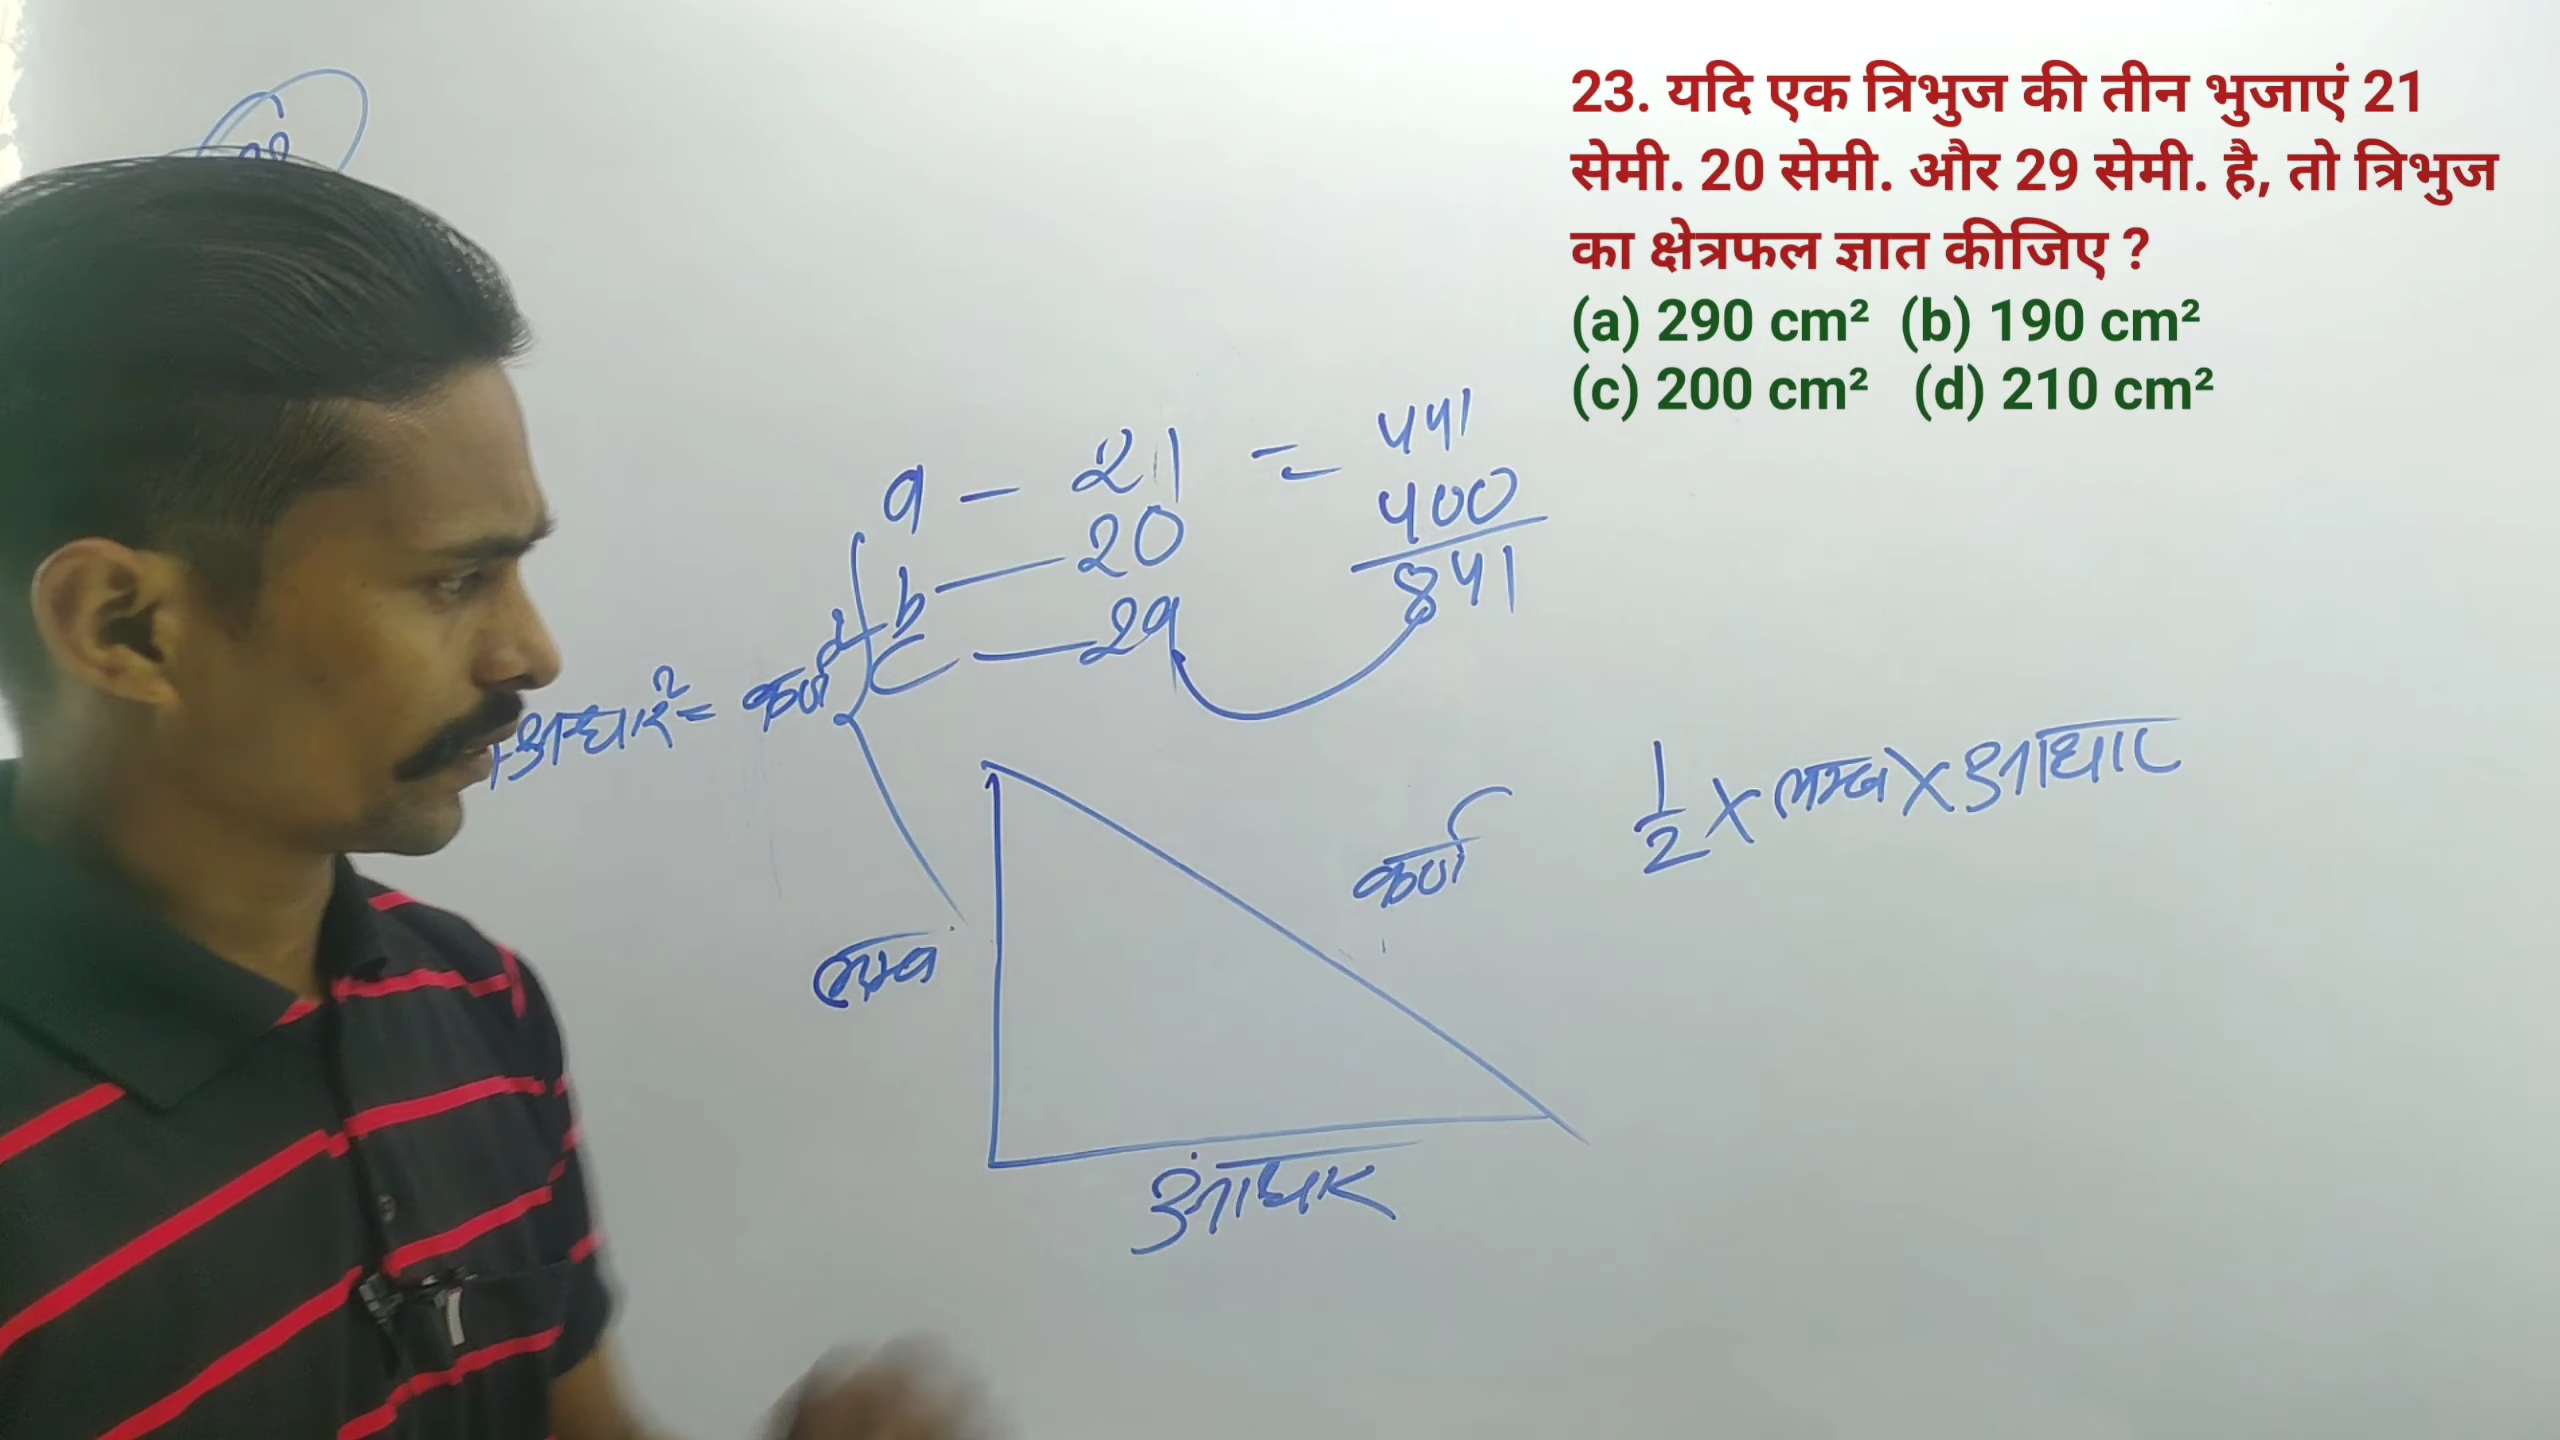 23. यदि एक त्रिभुज की तीन भुजाएं 21
सेमी. 20 सेमी. और 29 सेमी. है, तो त्रिभुज
का क्षेत्रफल ज्ञात कीजिए ?
(a) 290 cm² (b) 190 cm²
(c) 200 cm² (d) 210 cm²
a - 21 = 441
b - 20 400
841
c - 29
+आधार² = कर्ण
लम्ब
कर्ण
1/2 × लम्ब × आधार
आधार